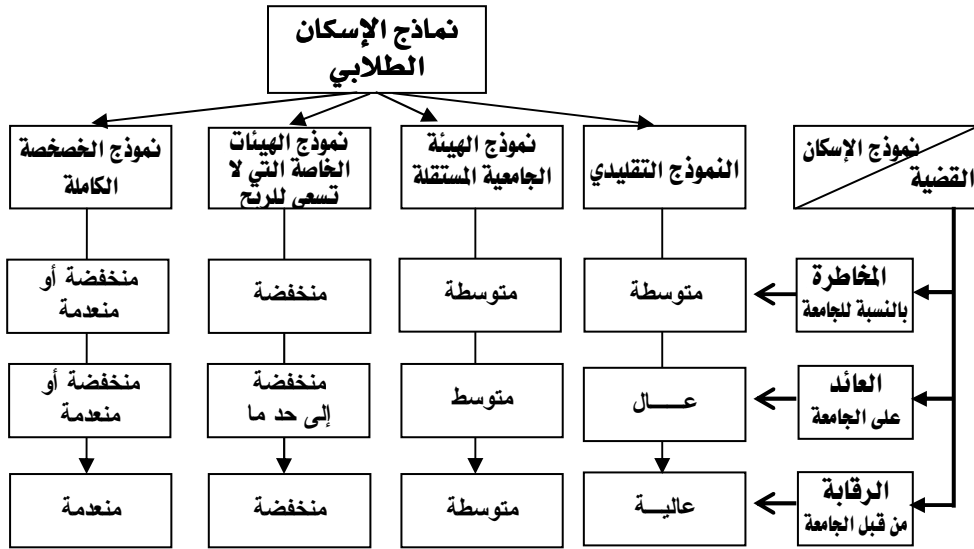 نماذج الإسكان
الطلابي
نموذج الإسكان
القضية
النموذج التقليدي
نموذج الهيئة
الجامعية المستقلة
نموذج الهيئات
الخاصة التي لا
تسعى للربح
نموذج الخصخصة
الكاملة
المخاطرة
بالنسبة للجامعة
متوسطة
متوسطة
منخفضة
منخفضة أو
منعدمة
العائد
على الجامعة
عـــــال
متوسط
منخفضة
إلى حد ما
منخفضة أو
منعدمة
الرقابة
من قبل الجامعة
عاليـــة
متوسطة
منخفضة
منعدمة